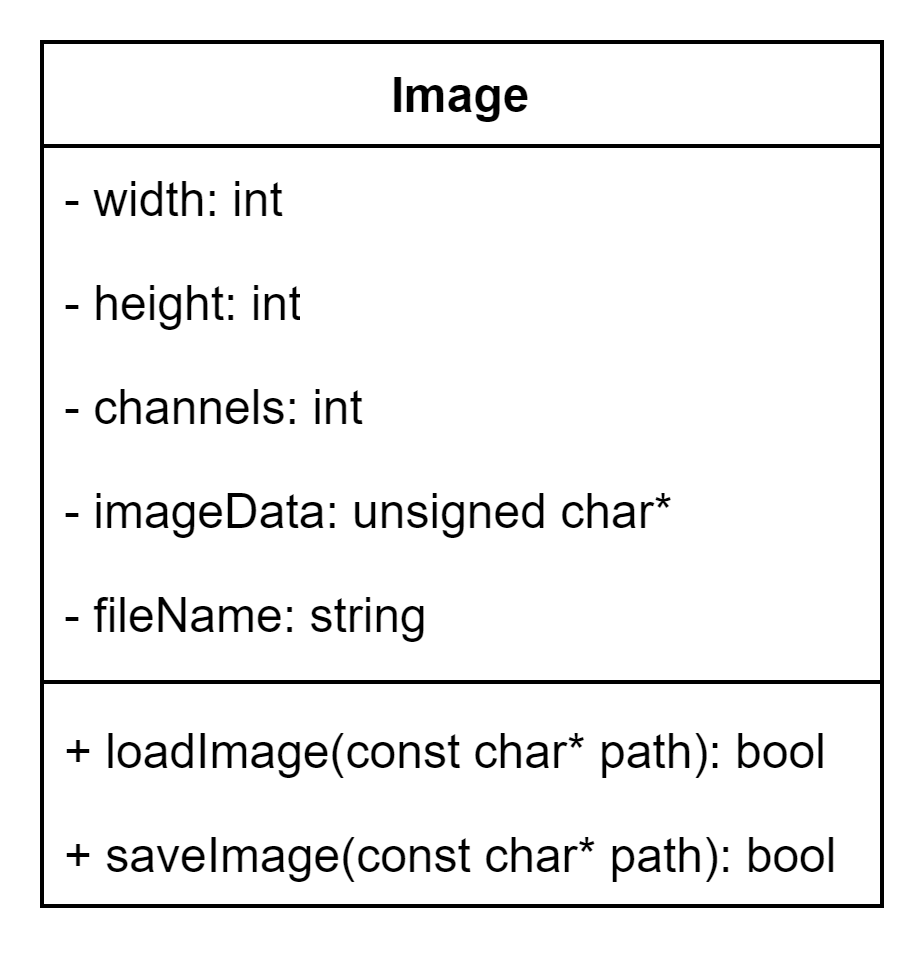 Image
- width: int
- height: int
- channels: int
- imageData: unsigned char*
- fileName: string
+ loadImage(const char* path): bool
+ saveImage(const char* path): bool